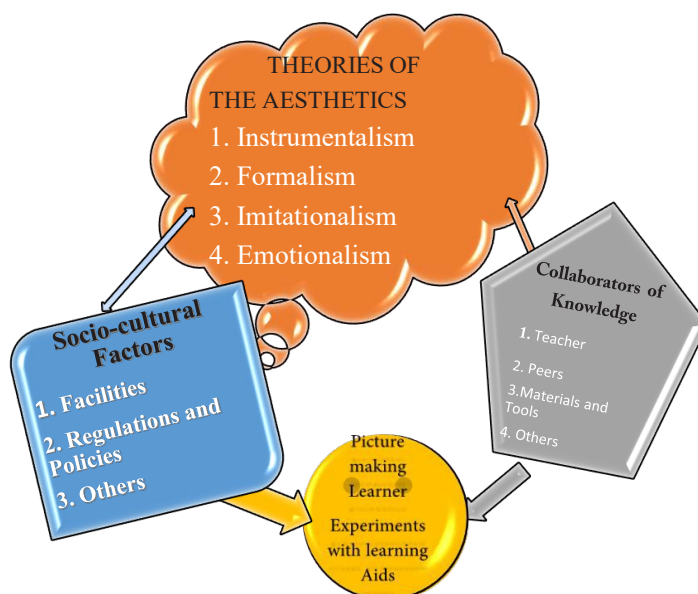 THEORIES OF
THE AESTHETICS
1. Instrumentalism
2. Formalism
3. Imitationalism
4. Emotionalism
Socio-cultural
Factors
1. Facilities
2. Regulations and
Policies
3. Others
Collaborators of
Knowledge
1. Teacher
2. Peers
3.Materials and
Tools
4. Others
Picture
making
Learner
Experiments
with learning
Aids